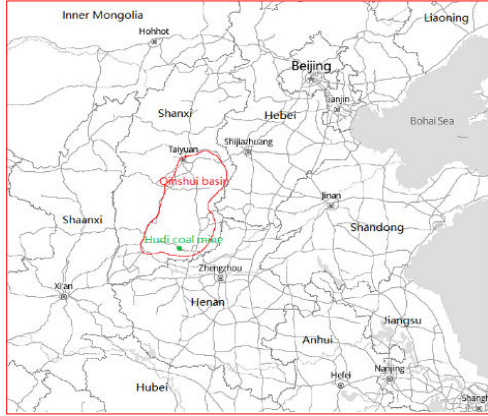 Inner Mongolia
Liaoning
Hohhot
Beijing
Tianjin
Shanxi
Hebei
Bohai Sea
Taiyuan
Shijiazhuang
Qinshui basin
Jinan
Shaanxi
Shandong
Hudi coal mine
Zhengzhou
Xi'an
Henan
Jiangsu
Anhui
Nanjing
Hefei
Hubei
Shangh